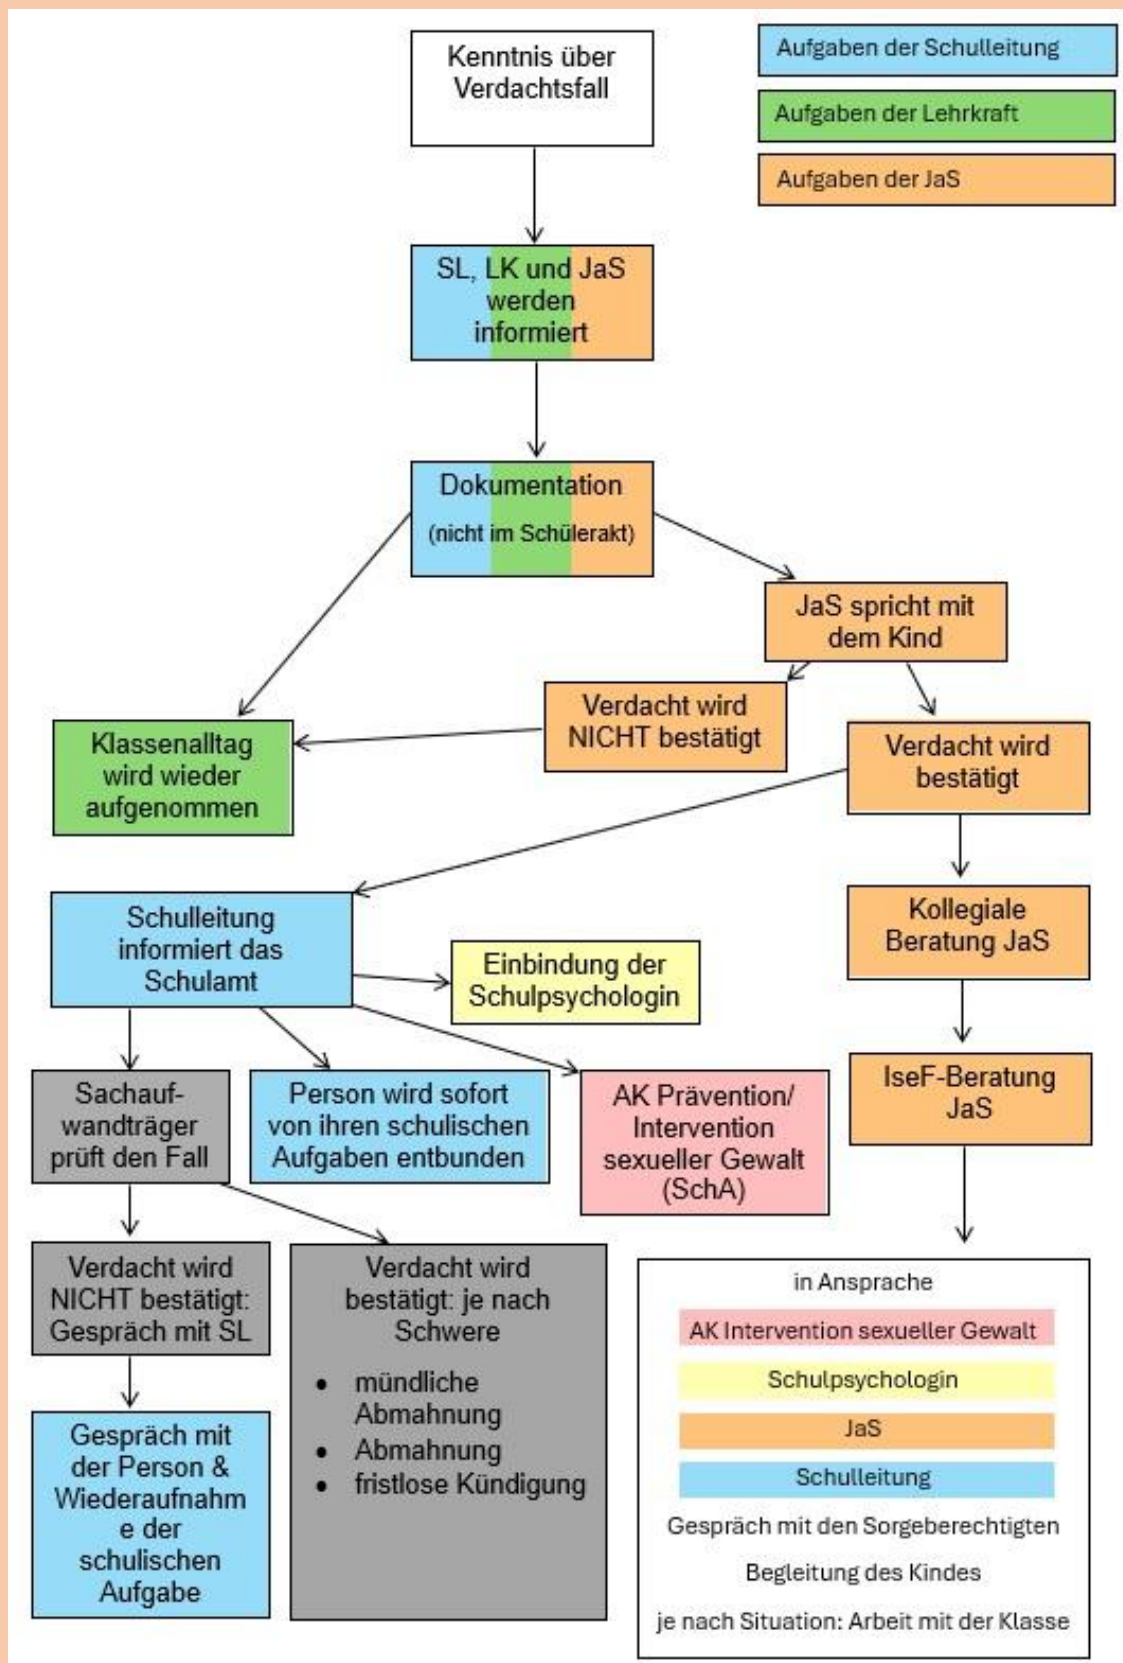 Kenntnis über
Verdachtsfall
Aufgaben der Schulleitung
Aufgaben der Lehrkraft
Aufgaben der JaS
SL, LK und JaS
werden
informiert
Dokumentation
(nicht im Schülerakt)
JaS spricht mit
dem Kind
Verdacht wird
NICHT bestätigt
Klassenalltag
wird wieder
aufgenommen
Verdacht wird
bestätigt
Schulleitung
informiert das
Schulamt
Kollegiale
Beratung JaS
Einbindung der
Schulpsychologin
Sachauf-
wandträger
prüft den Fall
Person wird sofort
von ihren schulischen
Aufgaben entbunden
AK Prävention/
Intervention
sexueller Gewalt
(SchA)
IseF-Beratung
JaS
Verdacht wird
NICHT bestätigt:
Gespräch mit SL
Verdacht wird
bestätigt: je nach
Schwere
• mündliche
Abmahnung
• Abmahnung
• fristlose Kündigung
Gespräch mit
der Person &
Wiederaufnahm
e der
schulischen
Aufgabe
in Ansprache
AK Intervention sexueller Gewalt
Schulpsychologin
JaS
Schulleitung
Gespräch mit den Sorgeberechtigten
Begleitung des Kindes
je nach Situation: Arbeit mit der Klasse